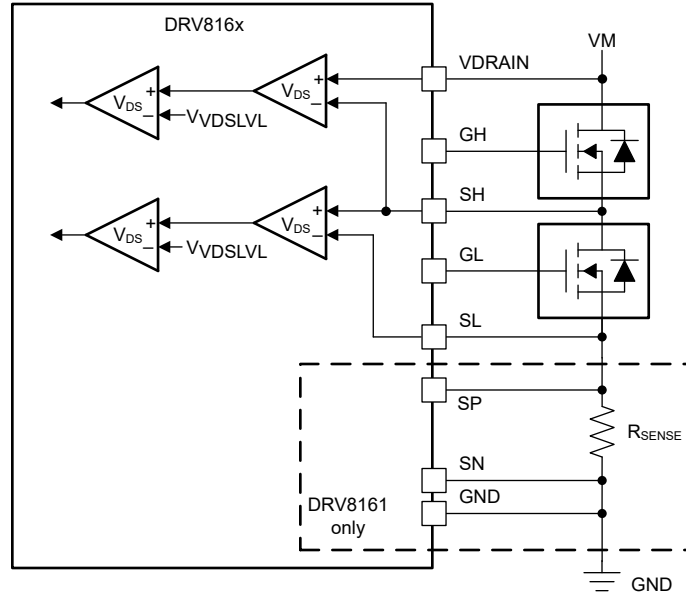 DRV816x
VM
VDRAIN
+
VDS
−
VVDSLVL
+
VDS
−
GH
SH
+
VDS
−
VVDSLVL
+
VDS
−
GL
SL
SP
RSENSE
SN
GND
DRV8161
only
GND